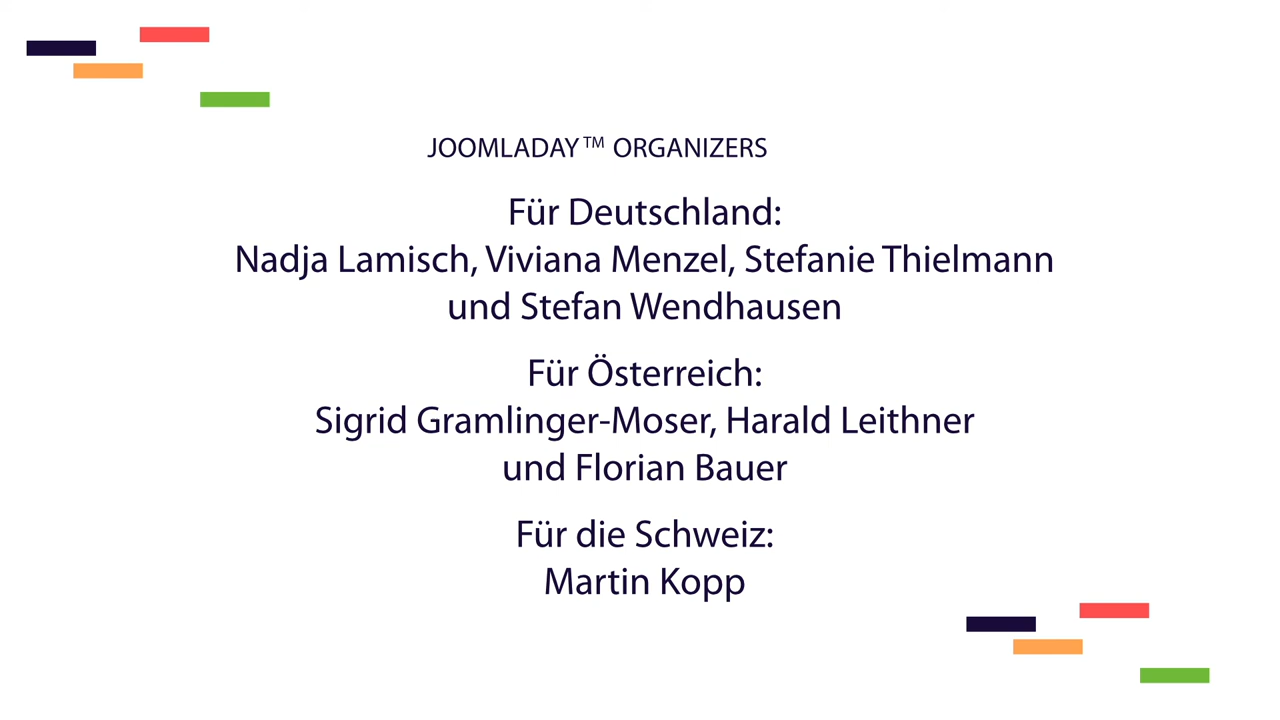 JOOMLADAY™ ORGANIZERS
Für Deutschland:
Nadja Lamisch, Viviana Menzel, Stefanie Thielmann
und Stefan Wendhausen
Für Österreich:
Sigrid Gramlinger-Moser, Harald Leithner
und Florian Bauer
Für die Schweiz:
Martin Kopp